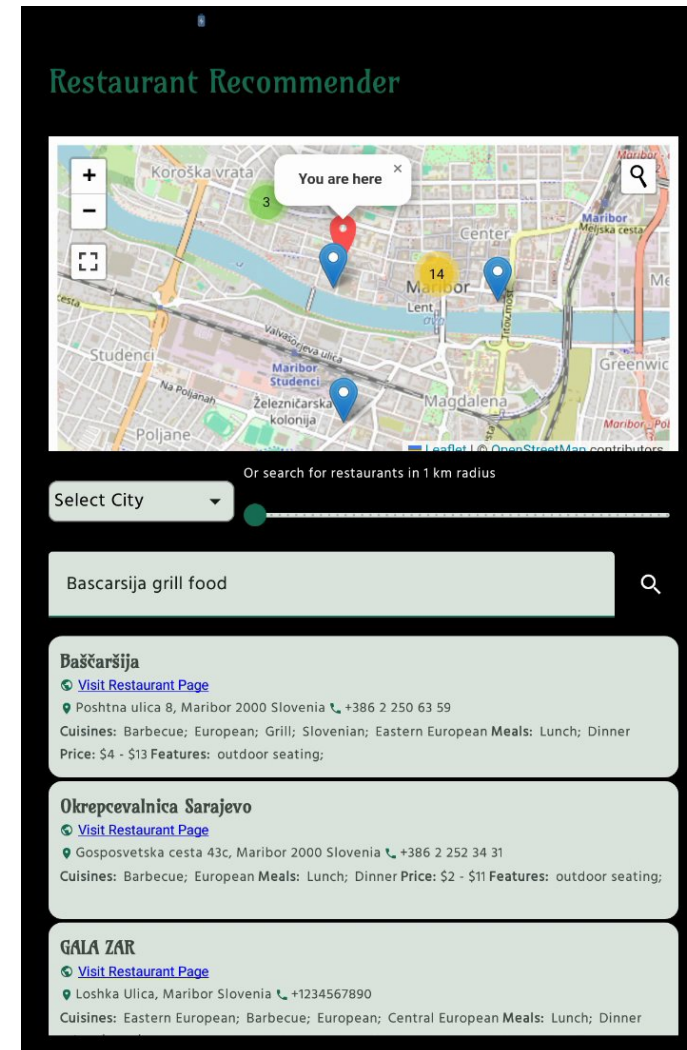 Restaurant Recommender
Koroška vrata
Maribor
+
3
You are here
×
Center
Maribor
Meljska cesta
−
14
Maribor
Me
cesta
Lent
Titov most
Valvasorjeva ulica
Studenci
Maribor
Studenci
Greenwic
Na Poljanah
Železničarska
kolonija
Magdalena
Poljane
Leaflet | © OpenStreetMap contributors
Or search for restaurants in 1 km radius
Select City
Bascarsija grill food
Baščaršija
Visit Restaurant Page
Poshtna ulica 8, Maribor 2000 Slovenia +386 2 250 63 59
Cuisines: Barbecue; European; Grill; Slovenian; Eastern European Meals: Lunch; Dinner
Price: $4 - $13 Features: outdoor seating;
Okrepcevalnica Sarajevo
Visit Restaurant Page
Gosposvetska cesta 43c, Maribor 2000 Slovenia +386 2 252 34 31
Cuisines: Barbecue; European Meals: Lunch; Dinner Price: $2 - $11 Features: outdoor seating;
GALA ZAR
Visit Restaurant Page
Loshka Ulica, Maribor Slovenia +1234567890
Cuisines: Eastern European; Barbecue; European; Central European Meals: Lunch; Dinner